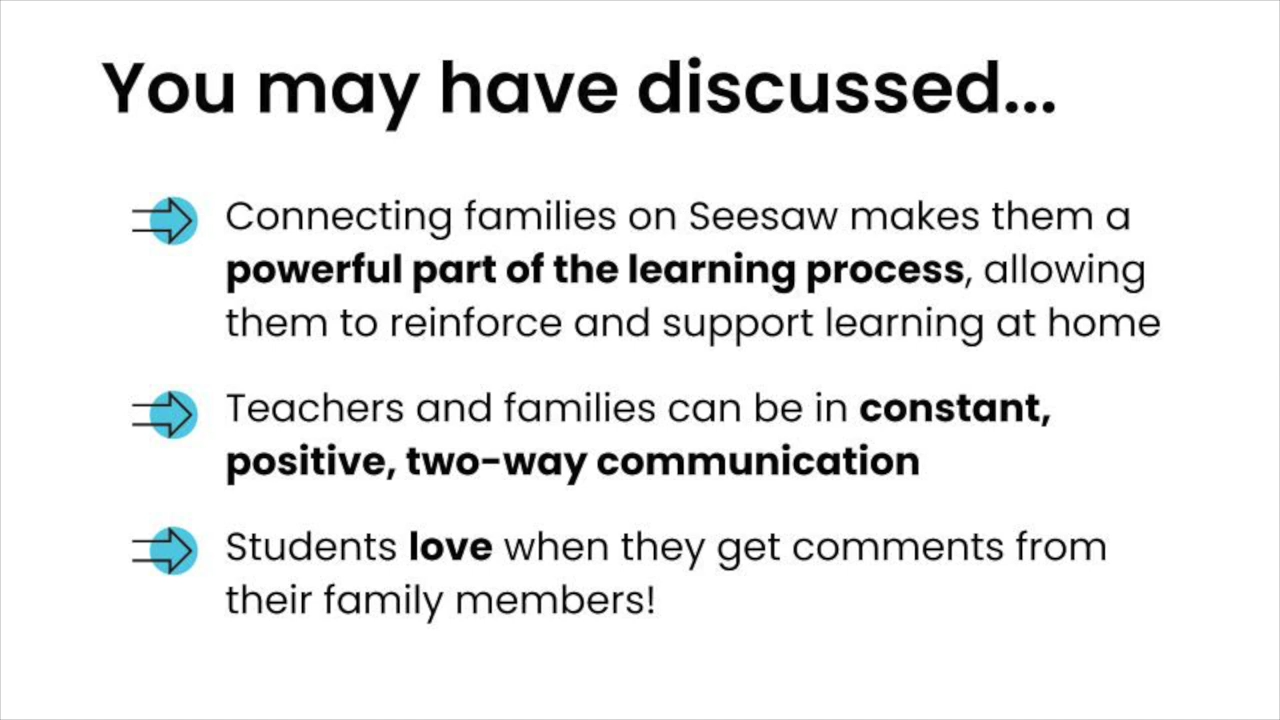 You may have discussed...
Connecting families on Seesaw makes them a
powerful part of the learning process, allowing
them to reinforce and support learning at home
Teachers and families can be in constant,
positive, two-way communication
Students love when they get comments from
their family members!